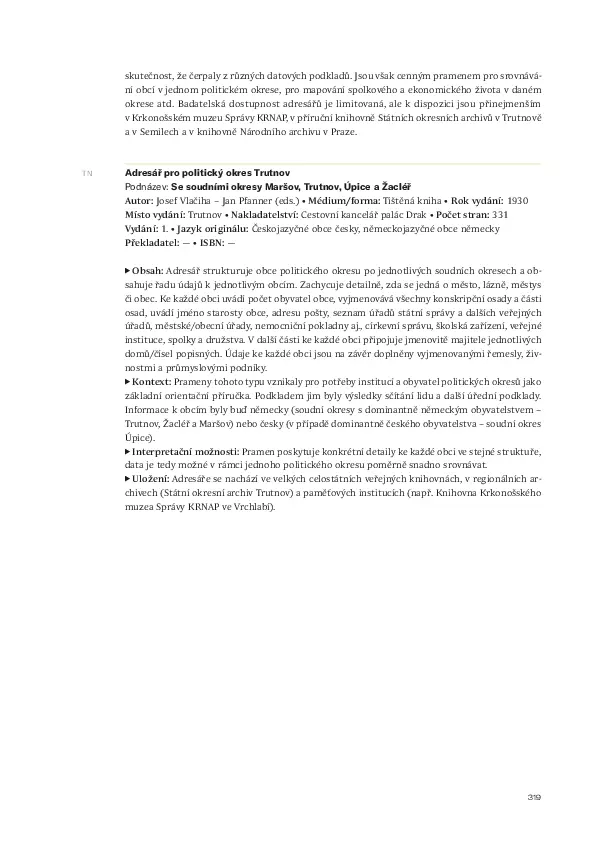 skutečnost, že čerpaly z různých datových podkladů. Jsou však cenným pramenem pro srovnává-
ní obcí v jednom politickém okrese, pro mapování spolkového a ekonomického života v daném
okrese atd. Badatelská dostupnost adresářů je limitovaná, ale k dispozici jsou přinejmenším
v Krkonošském muzeu Správy KRNAP, v příruční knihovně Státních okresních archivů v Trutnově
a v Semilech a v knihovně Národního archivu v Praze.
TN
Adresář pro politický okres Trutnov
Podnázev: Se soudními okresy Maršov, Trutnov, Úpice a Žacléř
Autor: Josef Vlačiha – Jan Pfanner (eds.) • Médium/forma: Tištěná kniha • Rok vydání: 1930
Místo vydání: Trutnov • Nakladatelství: Cestovní kancelář palác Drak • Počet stran: 331
Vydání: 1. • Jazyk originálu: Českojazyčné obce česky, německojazyčné obce německy
Překladatel: — • ISBN: —
▶ Obsah: Adresář strukturuje obce politického okresu po jednotlivých soudních okresech a ob-
sahuje řadu údajů k jednotlivým obcím. Zachycuje detailně, zda se jedná o město, lázně, městys
či obec. Ke každé obci uvádí počet obyvatel obce, vyjmenovává všechny konskripční osady a části
osad, uvádí jméno starosty obce, adresu pošty, seznam úřadů státní správy a dalších veřejných
úřadů, městské/obecní úřady, nemocniční pokladny aj., církevní správu, školská zařízení, veřejné
instituce, spolky a družstva. V další části ke každé obci připojuje jmenovitě majitele jednotlivých
domů/čísel popisných. Údaje ke každé obci jsou na závěr doplněny vyjmenovanými řemesly, živ-
nostmi a průmyslovými podniky.
▶ Kontext: Prameny tohoto typu vznikaly pro potřeby institucí a obyvatel politických okresů jako
základní orientační příručka. Podkladem jim byly výsledky sčítání lidu a další úřední podklady.
Informace k obcím byly buď německy (soudní okresy s dominantně německým obyvatelstvem –
Trutnov, Žacléř a Maršov) nebo česky (v případě dominantně českého obyvatelstva – soudní okres
Úpice).
▶ Interpretační možnosti: Pramen poskytuje konkrétní detaily ke každé obci ve stejné struktuře,
data je tedy možné v rámci jednoho politického okresu poměrně snadno srovnávat.
▶ Uložení: Adresáře se nachází ve velkých celostátních veřejných knihovnách, v regionálních ar-
chivech (Státní okresní archiv Trutnov) a paměťových institucích (např. Knihovna Krkonošského
muzea Správy KRNAP ve Vrchlabí).
319